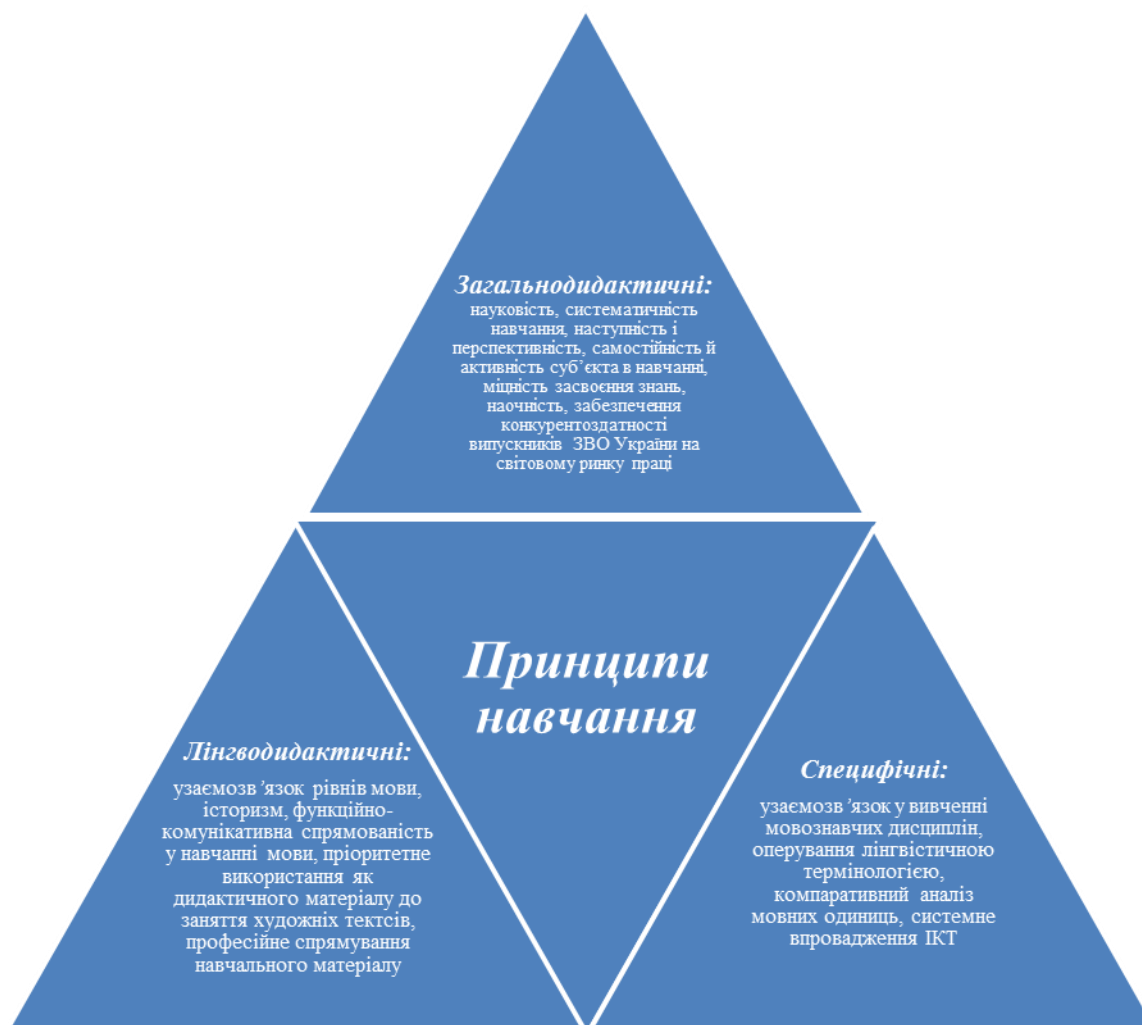 Загальнодидактичні:
науковість, систематичність
навчання, наступність і
перспективність, самостійність й
активність суб’єкта в навчанні,
міцність засвоєння знань,
наочність, забезпечення
конкурентоздатності
випускників ЗВО України на
світовому ринку праці
Принципи
навчання
Лінгводидактичні:
узаємозв’язок рівнів мови,
історизм, функційно-
комунікативна спрямованість
у навчанні мови, пріоритетне
використання як
дидактичного матеріалу до
заняття художніх тектсів,
професійне спрямування
навчального матеріалу
Специфічні:
узаємозв’язок у вивченні
мовознавчих дисциплін,
оперування лінгвістичною
термінологією,
компаративний аналіз
мовних одиниць, системне
впровадження ІКТ